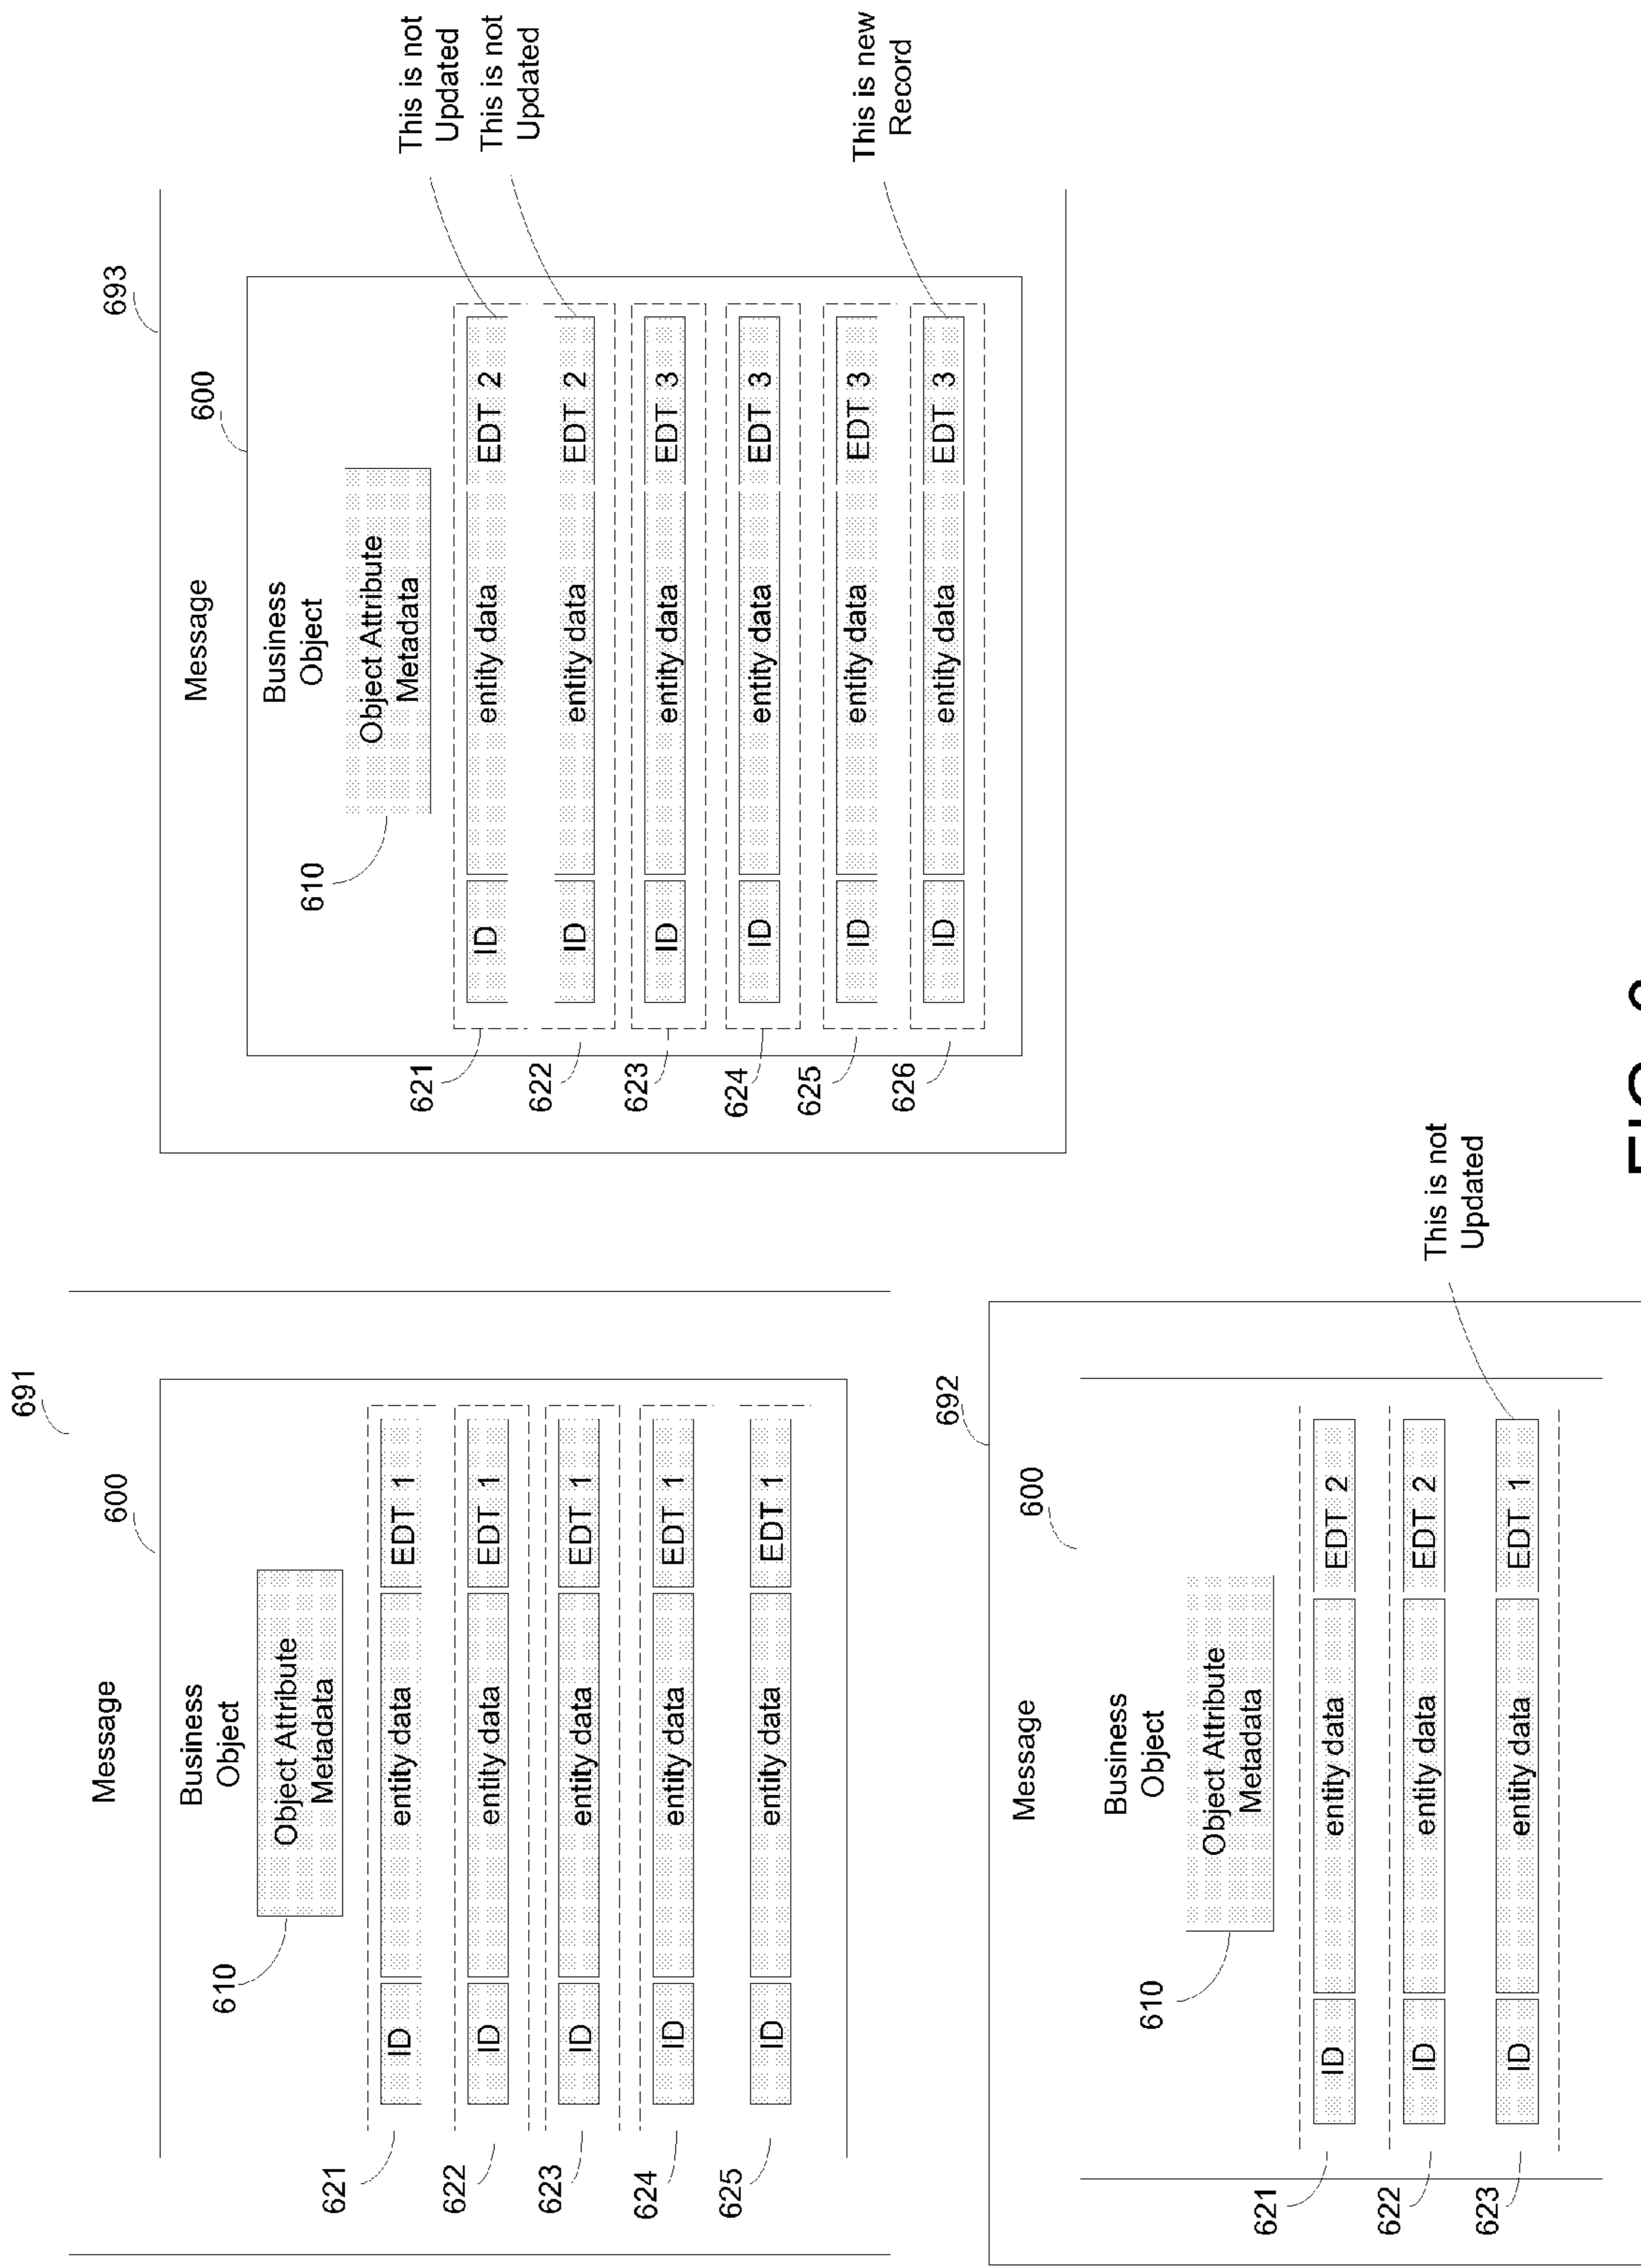 691
Message
600
Business
Object
610
Object Attribute
Metadata
621
ID
entity data
EDT 1
622
ID
entity data
EDT 1
623
ID
entity data
EDT 1
624
ID
entity data
EDT 1
625
ID
entity data
EDT 1
692
Message
600
Business
Object
610
Object Attribute
Metadata
621
ID
entity data
EDT 2
622
ID
entity data
EDT 2
623
ID
entity data
EDT 1
This is not
Updated
693
Message
600
Business
Object
610
Object Attribute
Metadata
This is not
Updated
621
ID
entity data
EDT 2
This is not
Updated
622
ID
entity data
EDT 2
623
ID
entity data
EDT 3
624
ID
entity data
EDT 3
625
ID
entity data
EDT 3
626
ID
entity data
EDT 3
This is new
Record
FIG